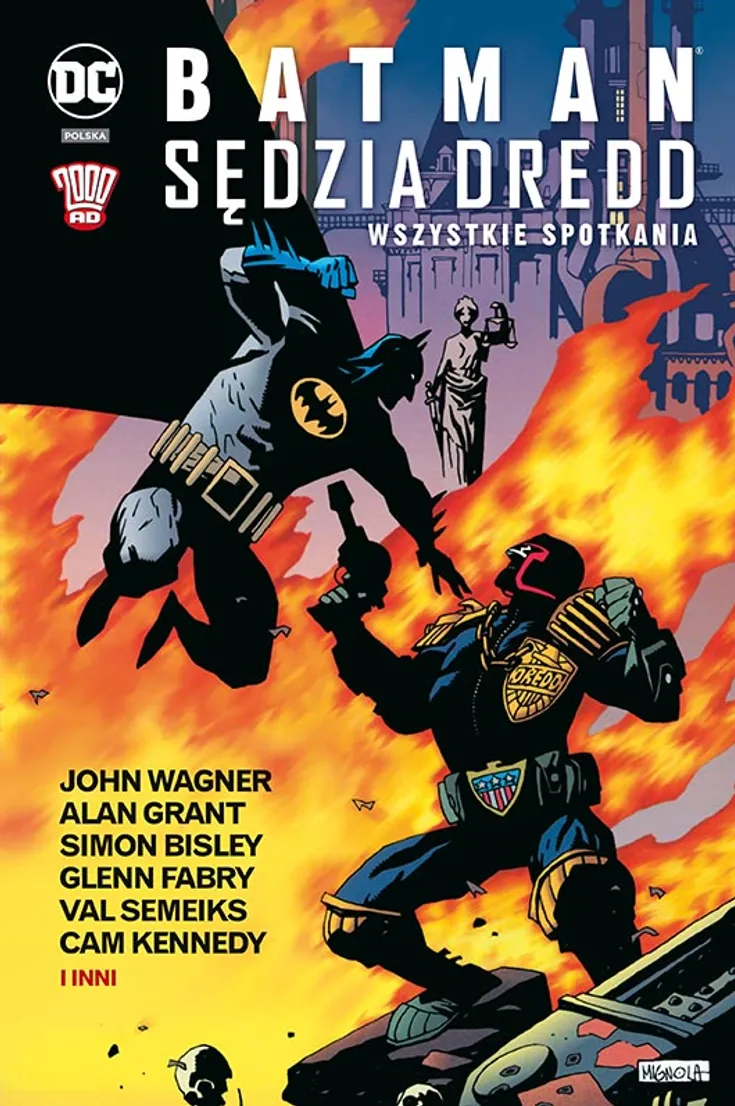 DC
POLSKA
2000
AD
BATMAN®
SĘDZIA DREDD
WSZYSTKIE SPOTKANIA
DREDD
JOHN WAGNER
ALAN GRANT
SIMON BISLEY
GLENN FABRY
VAL SEMEIKS
CAM KENNEDY
I INNI
MIGNOLA